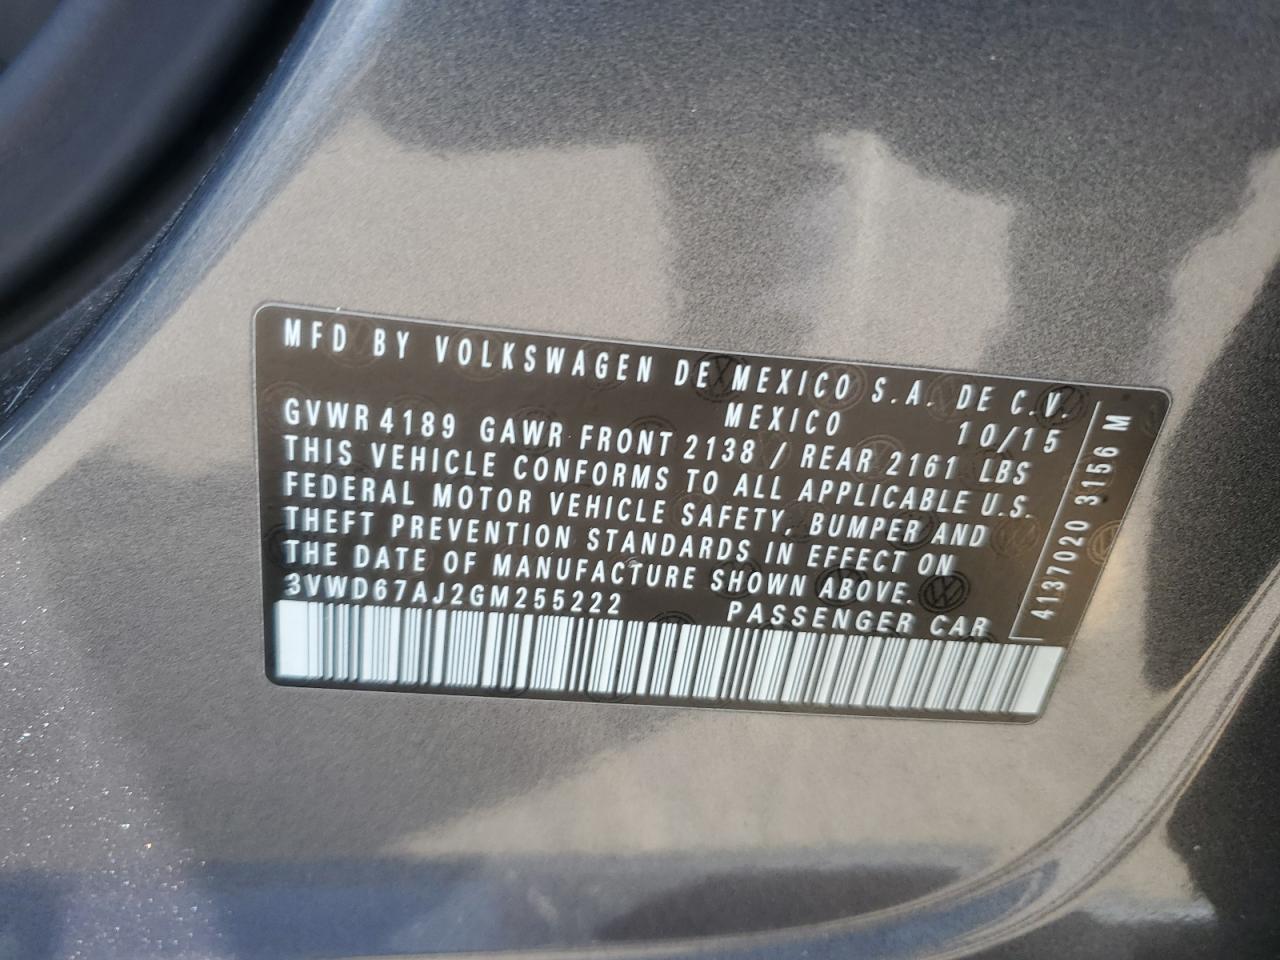 MFD BY VOLKSWAGEN DE MEXICO S.A. DE C.V.
MEXICO 10/15
GVWR 4189 GAWR FRONT 2138 / REAR 2161 LBS
THIS VEHICLE CONFORMS TO ALL APPLICABLE U.S.
FEDERAL MOTOR VEHICLE SAFETY, BUMPER AND
THEFT PREVENTION STANDARDS IN EFFECT ON
THE DATE OF MANUFACTURE SHOWN ABOVE.
3VWD67AJ2GM255222 PASSENGER CAR
4137020 3156 M